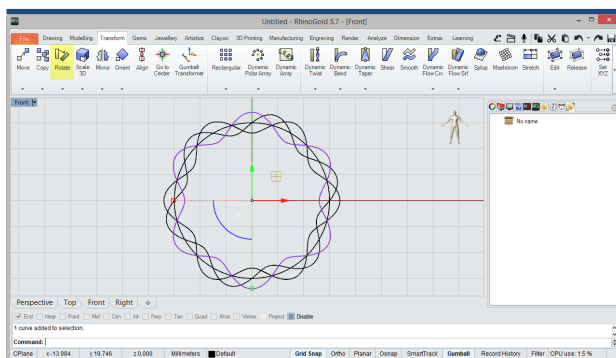 Untitled - RhinoGold 5.7 - [Front]
File Drawing Modelling Transform Gems Jewellery Artistics Clayoo 3D Printing Manufacturing Engraving Render Analyze Dimension Extras Learning
Move Copy Rotate Scale 3D Mirror Orient Align Go to Center Gumball Transformer Rectangular Dynamic Polar Array Dynamic Array Dynamic Twist Dynamic Bend Dynamic Taper Shear Smooth Dynamic Flow Crv Dynamic Flow Srf Splop Maelstrom Stretch Edit Release Set XYZ
Front
No name
Perspective Top Front Right
End Near Point Mid Cen Int Perp Tan Quad Knot Vertex Project Disable
1 curve added to selection.
Command:
CPlane x -13.984 y 19.746 z 0.000 Millimeters Default Grid Snap Ortho Planar Osnap SmartTrack Gumball Record History Filter CPU use: 1.5 %